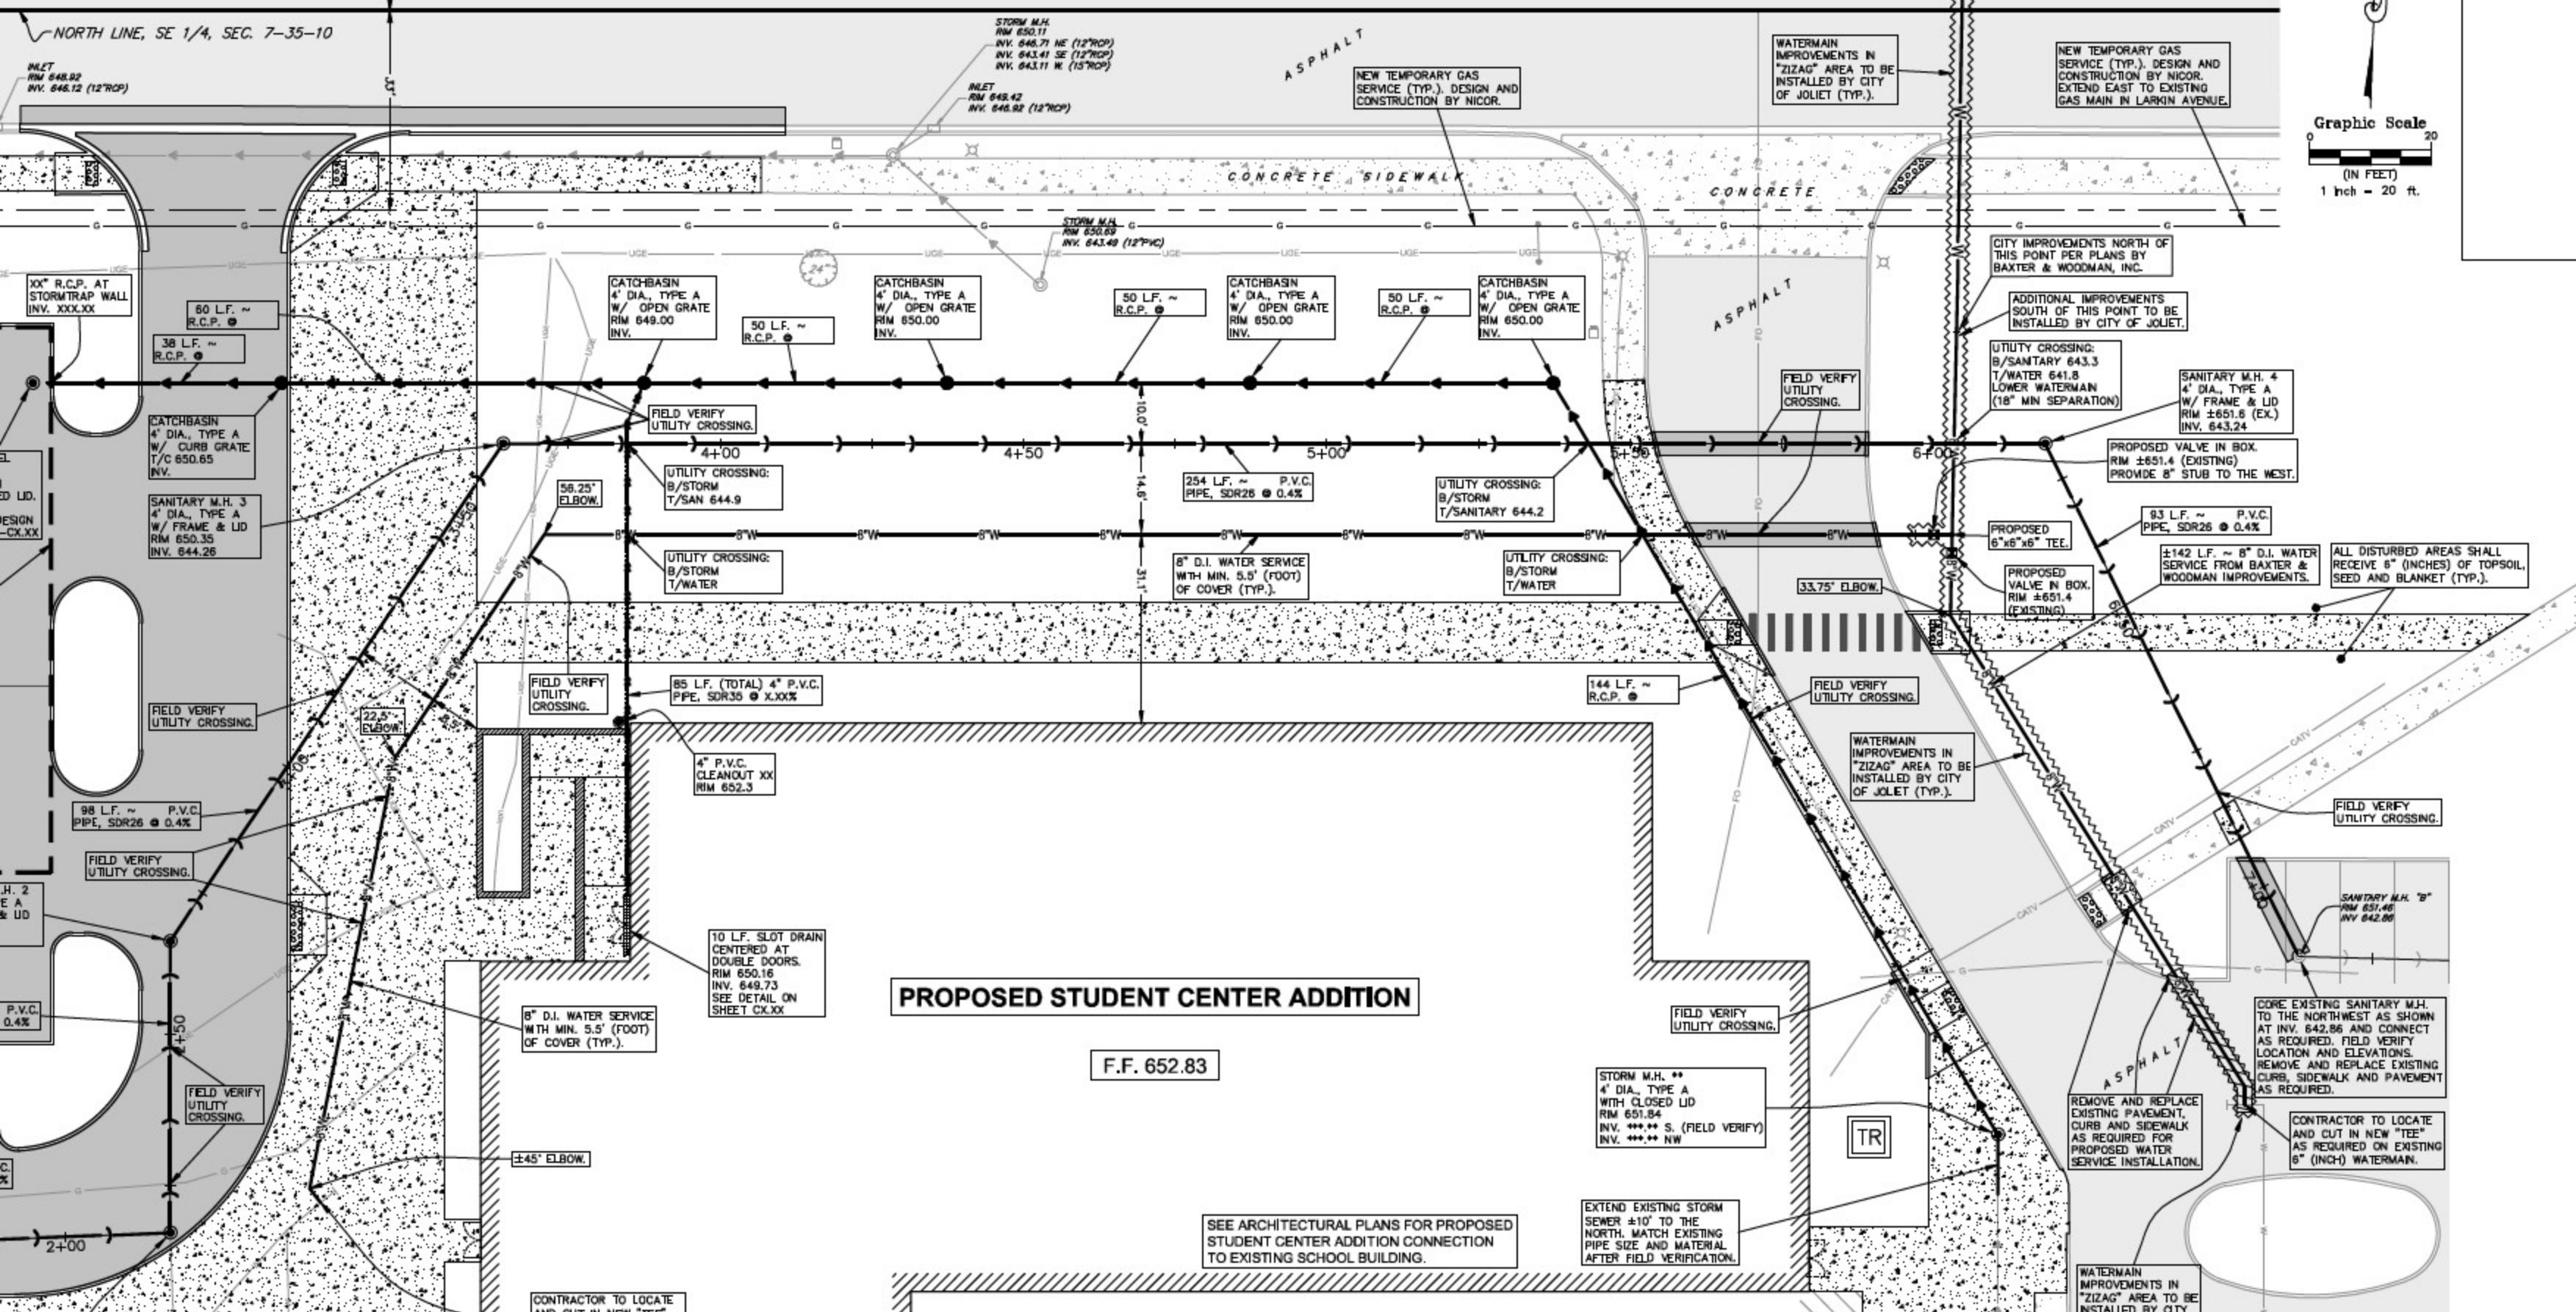 NORTH LINE, SE 1/4, SEC. 7-35-10
INLET
RIM 648.92
INV. 646.12 (12"RCP)
33'
STORM M.H.
RIM 650.11
INV. 646.71 NE (12"RCP)
INV. 643.41 SE (12"RCP)
INV. 643.11 W. (15"RCP)
INLET
RIM 649.42
INV. 646.92 (12"RCP)
ASPHALT
NEW TEMPORARY GAS
SERVICE (TYP.). DESIGN AND
CONSTRUCTION BY NICOR.
WATERMAIN
IMPROVEMENTS IN
"ZIZAG" AREA TO BE
INSTALLED BY CITY
OF JOLIET (TYP.).
NEW TEMPORARY GAS
SERVICE (TYP.). DESIGN AND
CONSTRUCTION BY NICOR.
EXTEND EAST TO EXISTING
GAS MAIN IN LARKIN AVENUE.
Graphic Scale
0 20
(IN FEET)
1 inch = 20 ft.
CONCRETE SIDEWALK
CONCRETE
STORM M.H.
RIM 650.69
INV. 643.49 (12"PVC)
24"
XX" R.C.P. AT
STORMTRAP WALL
INV. XXX.XX
60 L.F. ~
R.C.P. @
38 L.F. ~
R.C.P. @
CATCHBASIN
4' DIA., TYPE A
W/ OPEN GRATE
RIM 649.00
INV.
50 L.F. ~
R.C.P. @
CATCHBASIN
4' DIA., TYPE A
W/ OPEN GRATE
RIM 650.00
INV.
50 L.F. ~
R.C.P. @
CATCHBASIN
4' DIA., TYPE A
W/ OPEN GRATE
RIM 650.00
INV.
50 L.F. ~
R.C.P. @
CATCHBASIN
4' DIA., TYPE A
W/ OPEN GRATE
RIM 650.00
INV.
ASPHALT
CITY IMPROVEMENTS NORTH OF
THIS POINT PER PLANS BY
BAXTER & WOODMAN, INC.
ADDITIONAL IMPROVEMENTS
SOUTH OF THIS POINT TO BE
INSTALLED BY CITY OF JOLIET.
UTILITY CROSSING:
B/SANITARY 643.3
T/WATER 641.8
LOWER WATERMAIN
(18" MIN SEPARATION)
SANITARY M.H. 4
4' DIA., TYPE A
W/ FRAME & LID
RIM ±651.6 (EX.)
INV. 643.24
PROPOSED VALVE IN BOX.
RIM ±651.4 (EXISTING)
PROVIDE 8" STUB TO THE WEST.
CATCHBASIN
4' DIA., TYPE A
W/ CURB GRATE
T/C 650.65
INV.
SANITARY M.H. 3
4' DIA., TYPE A
W/ FRAME & LID
RIM 650.35
INV. 644.26
FIELD VERIFY
UTILITY CROSSING.
FIELD VERIFY
UTILITY
CROSSING.
4+00
4+50
5+00
5+50
6+00
10.0'
14.6'
31.1'
56.25°
ELBOW.
UTILITY CROSSING:
B/STORM
T/SAN 644.9
254 L.F. ~ P.V.C.
PIPE, SDR26 @ 0.4%
UTILITY CROSSING:
B/STORM
T/SANITARY 644.2
3+50
8"W
UTILITY CROSSING:
B/STORM
T/WATER
8" D.I. WATER SERVICE
WITH MIN. 5.5' (FOOT)
OF COVER (TYP.).
UTILITY CROSSING:
B/STORM
T/WATER
PROPOSED
6"x6"x6" TEE.
93 L.F. ~ P.V.C.
PIPE, SDR26 @ 0.4%
±142 L.F. ~ 8" D.I. WATER
SERVICE FROM BAXTER &
WOODMAN IMPROVEMENTS.
ALL DISTURBED AREAS SHALL
RECEIVE 6" (INCHES) OF TOPSOIL,
SEED AND BLANKET (TYP.).
33.75° ELBOW.
PROPOSED
VALVE IN BOX.
RIM ±651.4
(EXISTING)
6+50
FIELD VERIFY
UTILITY CROSSING.
22.5°
ELBOW.
FIELD VERIFY
UTILITY
CROSSING.
85 L.F. (TOTAL) 4" P.V.C.
PIPE, SDR35 @ X.XX%
144 L.F. ~
R.C.P. @
FIELD VERIFY
UTILITY CROSSING.
3+00
4" P.V.C.
CLEANOUT XX
RIM 652.3
WATERMAIN
IMPROVEMENTS IN
"ZIZAG" AREA TO BE
INSTALLED BY CITY
OF JOLIET (TYP.).
FIELD VERIFY
UTILITY CROSSING.
98 L.F. ~ P.V.C.
PIPE, SDR26 @ 0.4%
FIELD VERIFY
UTILITY CROSSING.
7+00
SANITARY M.H. "B"
RIM 651.46
INV 642.86
10 L.F. SLOT DRAIN
CENTERED AT
DOUBLE DOORS.
RIM 650.16
INV. 649.73
SEE DETAIL ON
SHEET CX.XX
PROPOSED STUDENT CENTER ADDITION
F.F. 652.83
8" D.I. WATER SERVICE
WITH MIN. 5.5' (FOOT)
OF COVER (TYP.).
2+50
FIELD VERIFY
UTILITY CROSSING.
CORE EXISTING SANITARY M.H.
TO THE NORTHWEST AS SHOWN
AT INV. 642.86 AND CONNECT
AS REQUIRED. FIELD VERIFY
LOCATION AND ELEVATIONS.
REMOVE AND REPLACE EXISTING
CURB, SIDEWALK AND PAVEMENT
AS REQUIRED.
ASPHALT
FIELD VERIFY
UTILITY
CROSSING.
STORM M.H. **
4' DIA., TYPE A
WITH CLOSED LID
RIM 651.84
INV. ***.** S. (FIELD VERIFY)
INV. ***.** NW
TR
REMOVE AND REPLACE
EXISTING PAVEMENT,
CURB AND SIDEWALK
AS REQUIRED FOR
PROPOSED WATER
SERVICE INSTALLATION.
CONTRACTOR TO LOCATE
AND CUT IN NEW "TEE"
AS REQUIRED ON EXISTING
6" (INCH) WATERMAIN.
±45° ELBOW.
2+00
SEE ARCHITECTURAL PLANS FOR PROPOSED
STUDENT CENTER ADDITION CONNECTION
TO EXISTING SCHOOL BUILDING.
EXTEND EXISTING STORM
SEWER ±10' TO THE
NORTH. MATCH EXISTING
PIPE SIZE AND MATERIAL
AFTER FIELD VERIFICATION.
WATERMAIN
IMPROVEMENTS IN
"ZIZAG" AREA TO BE
CONTRACTOR TO LOCATE